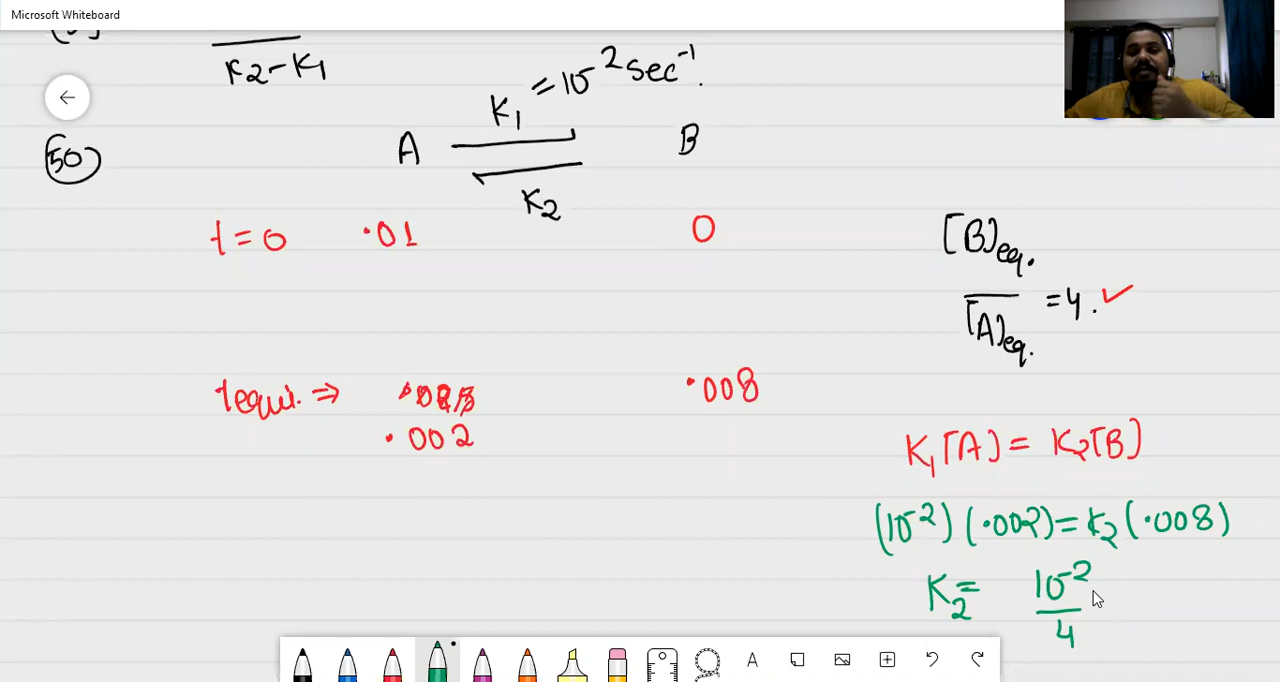 Microsoft Whiteboard
K2-K1
K1 = 10^-2 sec^-1.
(50) A B
K2
t=0 .01 0
[B]eq.
[A]eq. =4. ✓
tequi. ⇒ .008
.002
K1[A] = K2[B]
(10^-2) (.002) = K2 (.008)
K2 = 10^-2
4
A